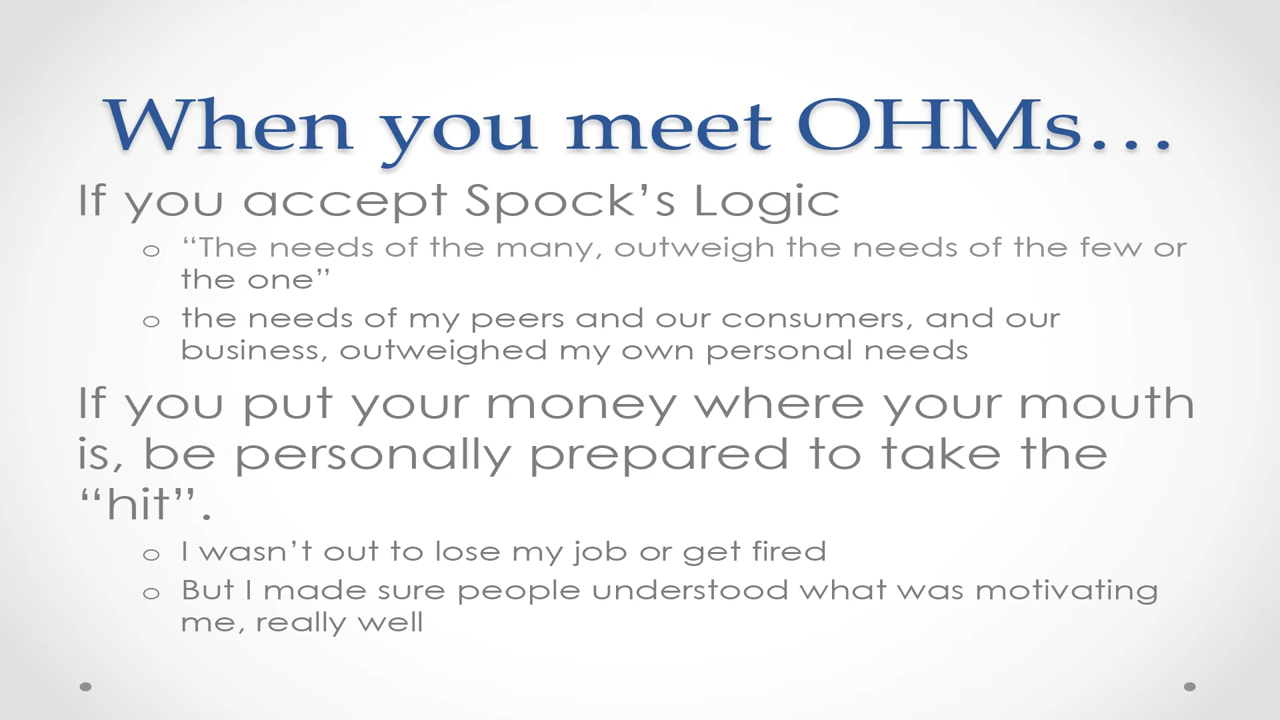 When you meet OHMs…
If you accept Spock’s Logic
o “The needs of the many, outweigh the needs of the few or
the one”
o the needs of my peers and our consumers, and our
business, outweighed my own personal needs
If you put your money where your mouth
is, be personally prepared to take the
“hit”.
o I wasn’t out to lose my job or get fired
o But I made sure people understood what was motivating
me, really well